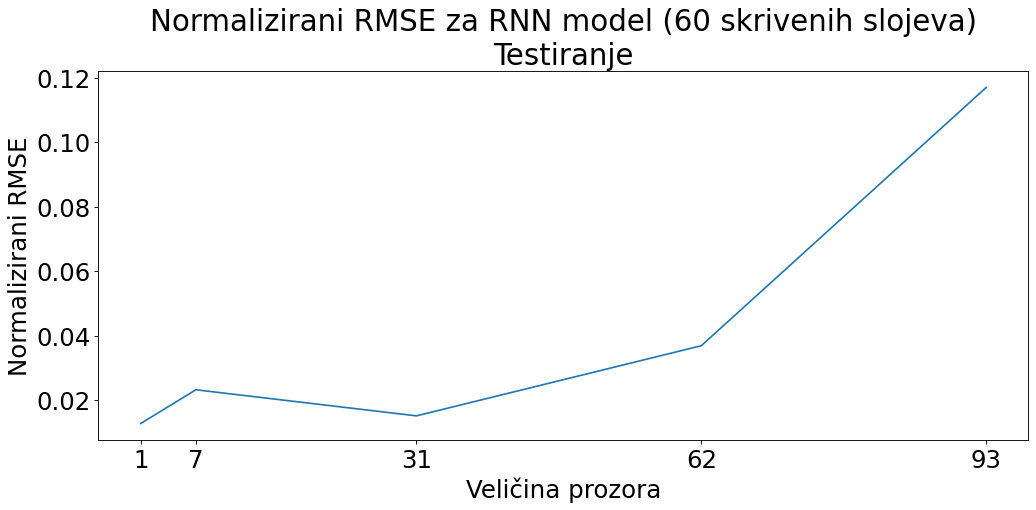 Normalizirani RMSE za RNN model (60 skrivenih slojeva)
Testiranje
Normalizirani RMSE
0.12
0.10
0.08
0.06
0.04
0.02
1 7 31 62 93
Veličina prozora